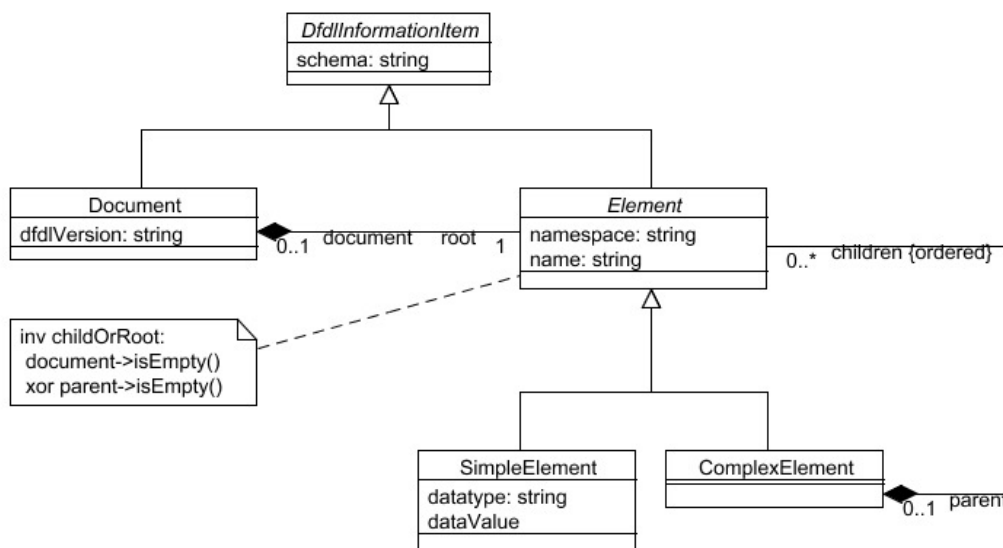 DfdlInformationItem
schema: string
Document
dfdlVersion: string
0..1 document root 1
Element
namespace: string
name: string
0..* children {ordered}
inv childOrRoot:
document->isEmpty()
xor parent->isEmpty()
SimpleElement
datatype: string
dataValue
ComplexElement
0..1 parent